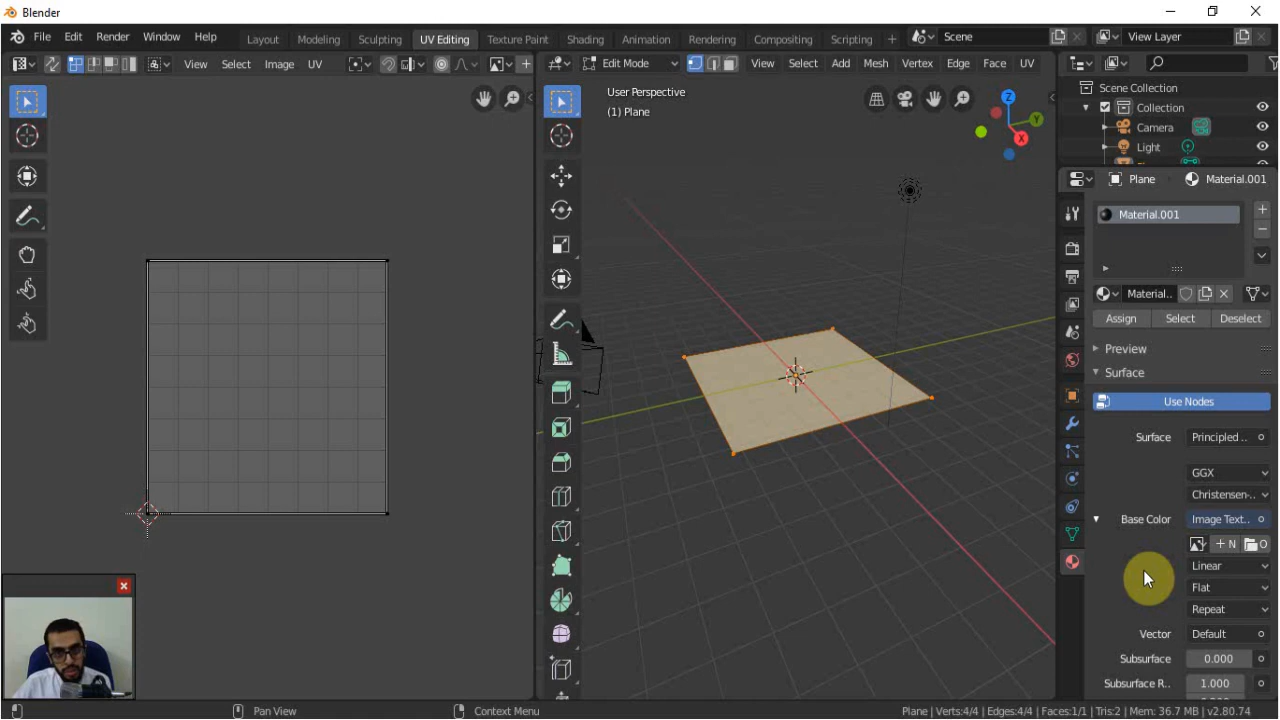 Blender
File Edit Render Window Help Layout Modeling Sculpting UV Editing Texture Paint Shading Animation Rendering Compositing Scripting + Scene View Layer
View Select Image UV Edit Mode View Select Add Mesh Vertex Edge Face UV
User Perspective
(1) Plane
Z
Y
X
Scene Collection
Collection
Camera
Light
Plane Material.001
Material.001
Material..
Assign Select Deselect
Preview
Surface
Use Nodes
Surface Principled ..
GGX
Christensen-..
Base Color Image Text..
+ N O
Linear
Flat
Repeat
Vector Default
Subsurface 0.000
Subsurface R.. 1.000
Pan View Context Menu Plane | Verts:4/4 | Edges:4/4 | Faces:1/1 | Tris:2 | Mem: 36.7 MB | v2.80.74